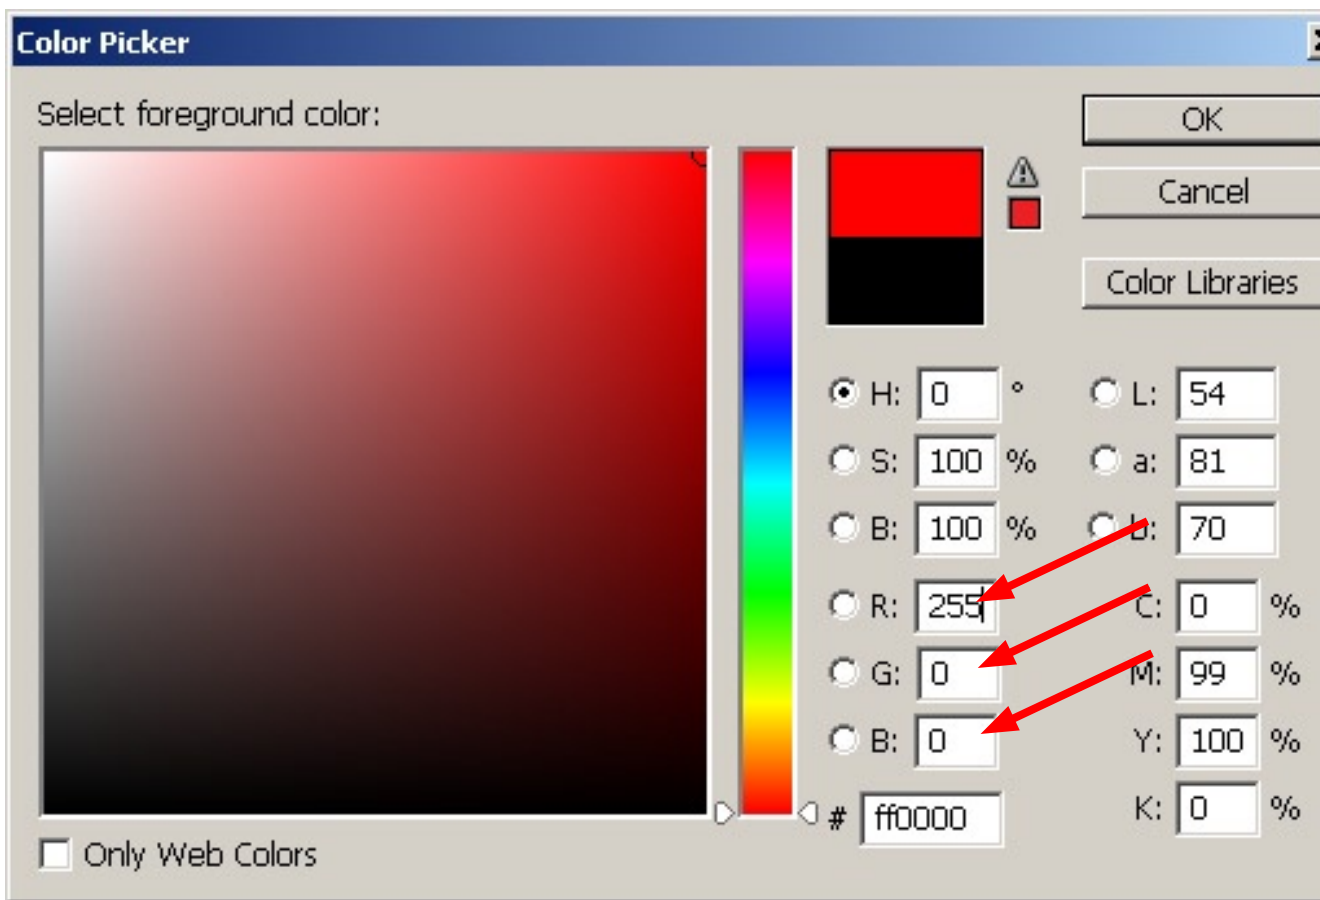 Color Picker
Select foreground color:
OK
Cancel
Color Libraries
H: 0 °
L: 54
S: 100 %
a: 81
B: 100 %
b: 70
R: 255
C: 0 %
G: 0
M: 99 %
B: 0
Y: 100 %
# ff0000
K: 0 %
Only Web Colors